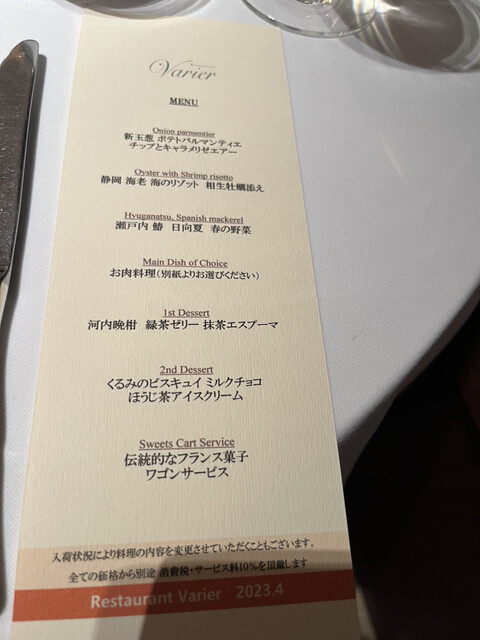 Varier
MENU
Onion parmentier
新玉葱 ポテトパルマンティエ
チップとキャラメリゼエアー
Oyster with Shrimp risotto
静岡 海老 海のリゾット 相生牡蠣添え
Hyuganatsu, Spanish mackerel
瀬戸内 鰆 日向夏 春の野菜
Main Dish of Choice
お肉料理(別紙よりお選びください)
1st Dessert
河内晩柑 緑茶ゼリー 抹茶エスプーマ
2nd Dessert
くるみのビスキュイ ミルクチョコ
ほうじ茶アイスクリーム
Sweets Cart Service
伝統的なフランス菓子
ワゴンサービス
入荷状況により料理の内容を変更させていただくこともございます。
全ての価格から別途 消費税・サービス料10%を頂戴します
Restaurant Varier 2023.4